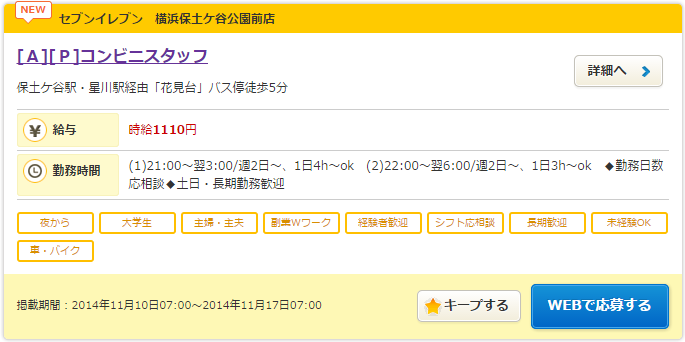 NEW
セブンイレブン 横浜保土ケ谷公園前店
[Ａ][Ｐ]コンビニスタッフ
保土ケ谷駅・星川駅経由「花見台」バス停徒歩5分
詳細へ
¥ 給与 時給1110円
勤務時間 (1)21:00～翌3:00/週2日～、1日4h～ok (2)22:00～翌6:00/週2日～、1日3h～ok ◆勤務日数
応相談◆土日・長期勤務歓迎
夜から 大学生 主婦・主夫 副業Wワーク 経験者歓迎 シフト応相談 長期歓迎 未経験OK
車・バイク
掲載期間：2014年11月10日07:00～2014年11月17日07:00
キープする
WEBで応募する